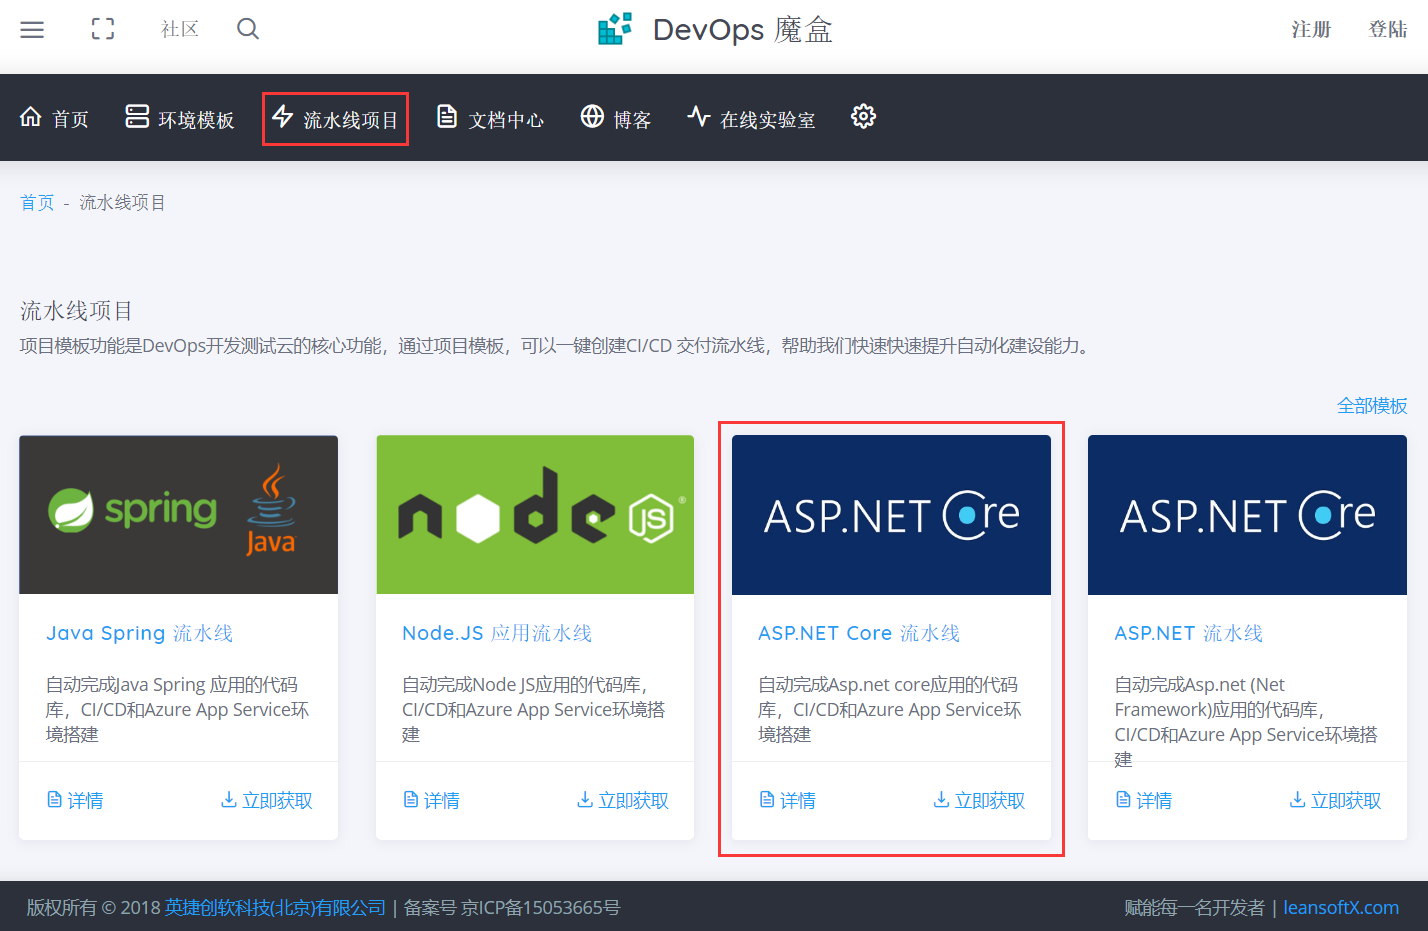 社区
DevOps 魔盒
注册
登陆
首页
环境模板
流水线项目
文档中心
博客
在线实验室
首页 - 流水线项目
流水线项目
项目模板功能是DevOps开发测试云的核心功能，通过项目模板，可以一键创建CI/CD 交付流水线，帮助我们快速快速提升自动化建设能力。
全部模板
spring
Java
Java Spring 流水线
自动完成Java Spring 应用的代码
库，CI/CD和Azure App Service环
境搭建
详情
立即获取
node
JS
®
Node.JS 应用流水线
自动完成Node JS应用的代码库，
CI/CD和Azure App Service环境搭
建
详情
立即获取
ASP.NET Core
ASP.NET Core 流水线
自动完成Asp.net core应用的代码
库，CI/CD和Azure App Service环
境搭建
详情
立即获取
ASP.NET Core
ASP.NET 流水线
自动完成Asp.net (Net
Framework)应用的代码库，
CI/CD和Azure App Service环境搭
建
详情
立即获取
版权所有 © 2018 英捷创软科技(北京)有限公司 | 备案号 京ICP备15053665号
赋能每一名开发者 | leansoftX.com